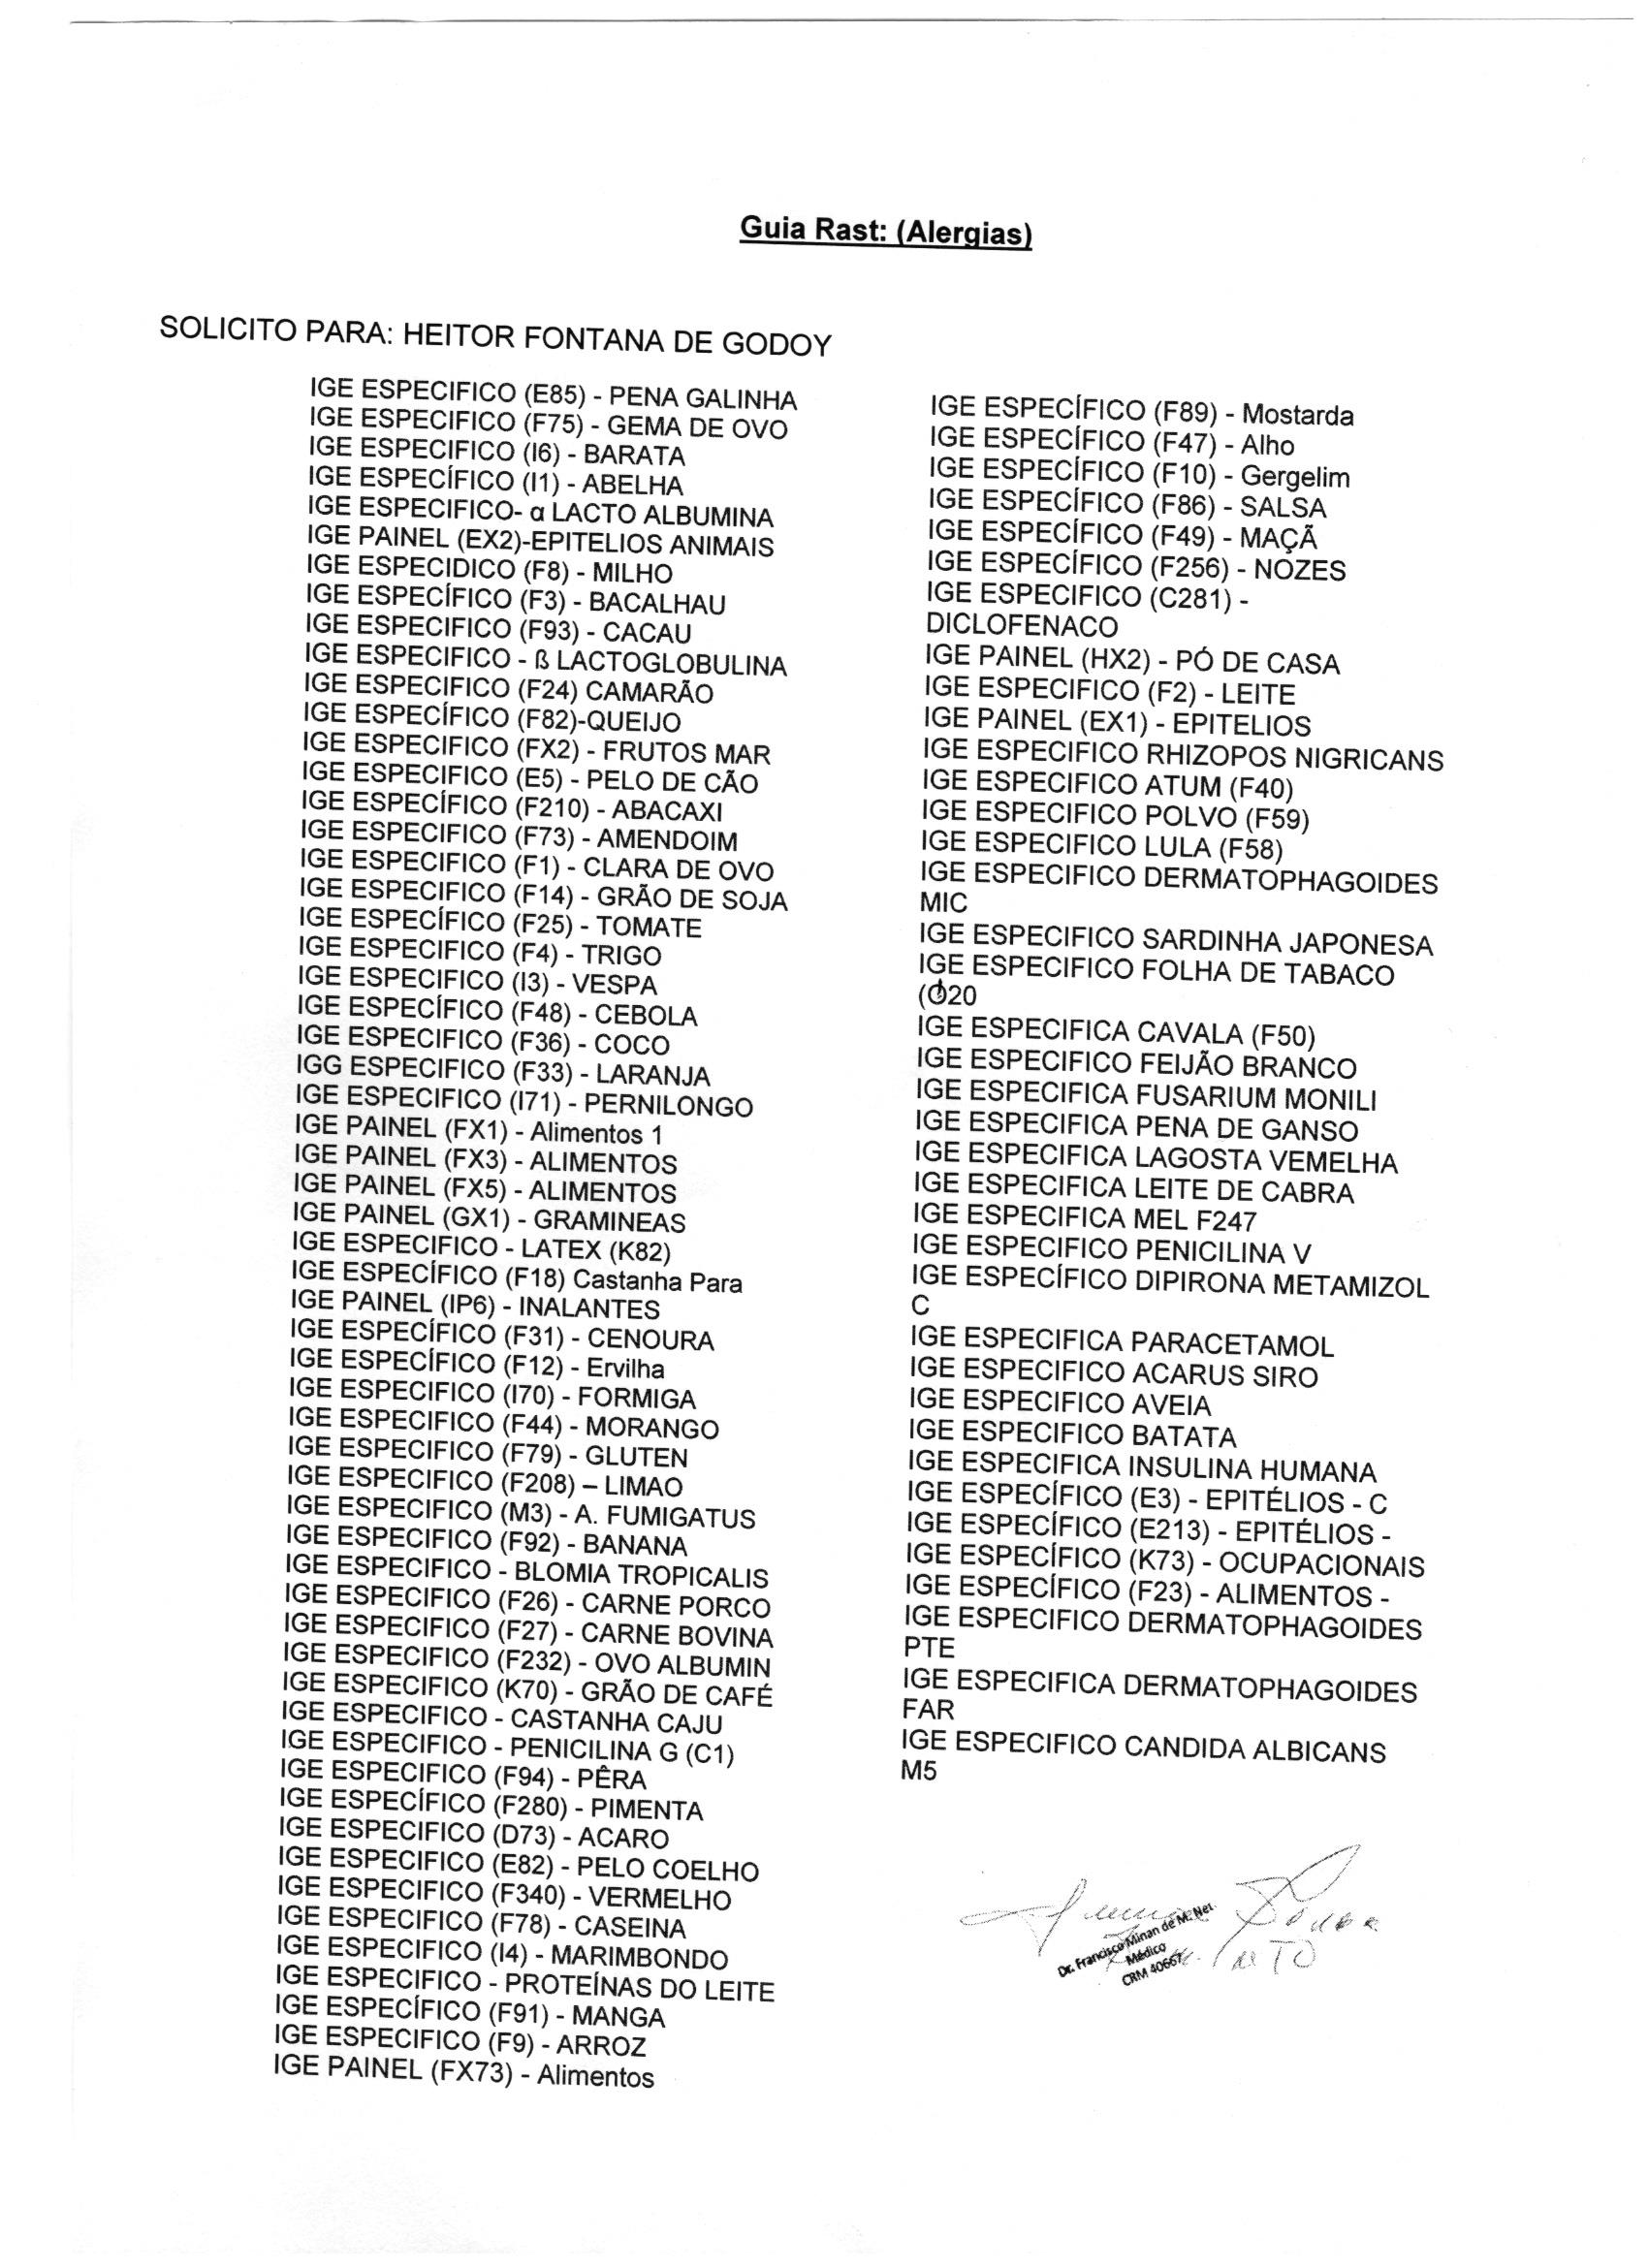 Guia Rast: (Alergias)
SOLICITO PARA: HEITOR FONTANA DE GODOY
IGE ESPECIFICO (E85) - PENA GALINHA
IGE ESPECIFICO (F75) - GEMA DE OVO
IGE ESPECIFICO (I6) - BARATA
IGE ESPECÍFICO (I1) - ABELHA
IGE ESPECIFICO- α LACTO ALBUMINA
IGE PAINEL (EX2)-EPITELIOS ANIMAIS
IGE ESPECIDICO (F8) - MILHO
IGE ESPECÍFICO (F3) - BACALHAU
IGE ESPECIFICO (F93) - CACAU
IGE ESPECIFICO - ß LACTOGLOBULINA
IGE ESPECIFICO (F24) CAMARÃO
IGE ESPECÍFICO (F82)-QUEIJO
IGE ESPECIFICO (FX2) - FRUTOS MAR
IGE ESPECIFICO (E5) - PELO DE CÃO
IGE ESPECÍFICO (F210) - ABACAXI
IGE ESPECIFICO (F73) - AMENDOIM
IGE ESPECIFICO (F1) - CLARA DE OVO
IGE ESPECIFICO (F14) - GRÃO DE SOJA
IGE ESPECÍFICO (F25) - TOMATE
IGE ESPECIFICO (F4) - TRIGO
IGE ESPECIFICO (I3) - VESPA
IGE ESPECÍFICO (F48) - CEBOLA
IGE ESPECIFICO (F36) - COCO
IGG ESPECIFICO (F33) - LARANJA
IGE ESPECIFICO (I71) - PERNILONGO
IGE PAINEL (FX1) - Alimentos 1
IGE PAINEL (FX3) - ALIMENTOS
IGE PAINEL (FX5) - ALIMENTOS
IGE PAINEL (GX1) - GRAMINEAS
IGE ESPECIFICO - LATEX (K82)
IGE ESPECÍFICO (F18) Castanha Para
IGE PAINEL (IP6) - INALANTES
IGE ESPECÍFICO (F31) - CENOURA
IGE ESPECÍFICO (F12) - Ervilha
IGE ESPECIFICO (I70) - FORMIGA
IGE ESPECIFICO (F44) - MORANGO
IGE ESPECIFICO (F79) - GLUTEN
IGE ESPECIFICO (F208) – LIMAO
IGE ESPECIFICO (M3) - A. FUMIGATUS
IGE ESPECIFICO (F92) - BANANA
IGE ESPECIFICO - BLOMIA TROPICALIS
IGE ESPECIFICO (F26) - CARNE PORCO
IGE ESPECIFICO (F27) - CARNE BOVINA
IGE ESPECIFICO (F232) - OVO ALBUMIN
IGE ESPECIFICO (K70) - GRÃO DE CAFÉ
IGE ESPECIFICO - CASTANHA CAJU
IGE ESPECIFICO - PENICILINA G (C1)
IGE ESPECIFICO (F94) - PÊRA
IGE ESPECÍFICO (F280) - PIMENTA
IGE ESPECIFICO (D73) - ACARO
IGE ESPECIFICO (E82) - PELO COELHO
IGE ESPECIFICO (F340) - VERMELHO
IGE ESPECIFICO (F78) - CASEINA
IGE ESPECIFICO (I4) - MARIMBONDO
IGE ESPECIFICO - PROTEÍNAS DO LEITE
IGE ESPECÍFICO (F91) - MANGA
IGE ESPECIFICO (F9) - ARROZ
IGE PAINEL (FX73) - Alimentos
IGE ESPECÍFICO (F89) - Mostarda
IGE ESPECÍFICO (F47) - Alho
IGE ESPECÍFICO (F10) - Gergelim
IGE ESPECÍFICO (F86) - SALSA
IGE ESPECÍFICO (F49) - MAÇÃ
IGE ESPECÍFICO (F256) - NOZES
IGE ESPECIFICO (C281) -
DICLOFENACO
IGE PAINEL (HX2) - PÓ DE CASA
IGE ESPECIFICO (F2) - LEITE
IGE PAINEL (EX1) - EPITELIOS
IGE ESPECIFICO RHIZOPOS NIGRICANS
IGE ESPECIFICO ATUM (F40)
IGE ESPECIFICO POLVO (F59)
IGE ESPECIFICO LULA (F58)
IGE ESPECIFICO DERMATOPHAGOIDES
MIC
IGE ESPECIFICO SARDINHA JAPONESA
IGE ESPECIFICO FOLHA DE TABACO
(O20
IGE ESPECIFICA CAVALA (F50)
IGE ESPECIFICO FEIJÃO BRANCO
IGE ESPECIFICA FUSARIUM MONILI
IGE ESPECIFICA PENA DE GANSO
IGE ESPECIFICA LAGOSTA VEMELHA
IGE ESPECIFICA LEITE DE CABRA
IGE ESPECIFICA MEL F247
IGE ESPECIFICO PENICILINA V
IGE ESPECÍFICO DIPIRONA METAMIZOL
C
IGE ESPECIFICA PARACETAMOL
IGE ESPECIFICO ACARUS SIRO
IGE ESPECIFICO AVEIA
IGE ESPECIFICO BATATA
IGE ESPECIFICA INSULINA HUMANA
IGE ESPECÍFICO (E3) - EPITÉLIOS - C
IGE ESPECÍFICO (E213) - EPITÉLIOS -
IGE ESPECÍFICO (K73) - OCUPACIONAIS
IGE ESPECÍFICO (F23) - ALIMENTOS -
IGE ESPECIFICO DERMATOPHAGOIDES
PTE
IGE ESPECIFICA DERMATOPHAGOIDES
FAR
IGE ESPECIFICO CANDIDA ALBICANS
M5
Dr. Francisco Minan de M. Net.
Médico
CRM 40667